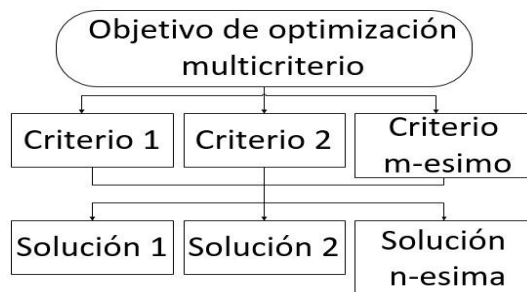 Objetivo de optimización
multicriterio
Criterio 1
Criterio 2
Criterio
m-esimo
Solución 1
Solución 2
Solución
n-esima